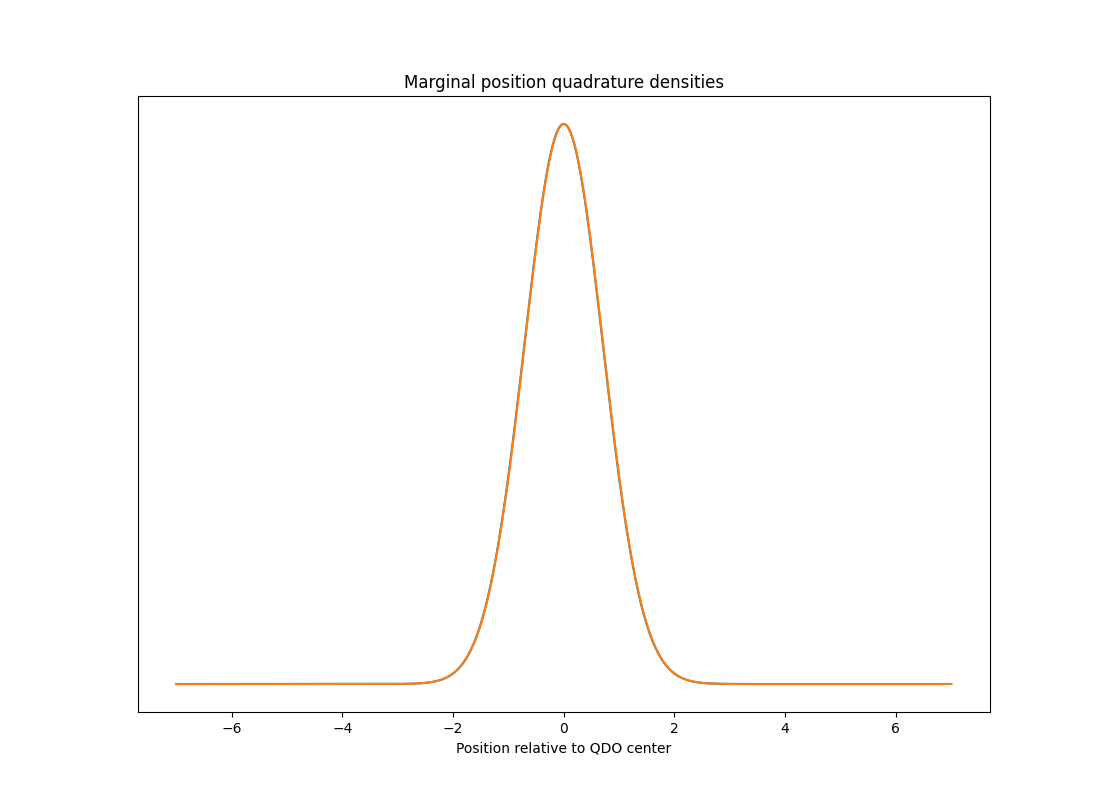 Marginal position quadrature densities
−6 −4 −2 0 2 4 6
Position relative to QDO center